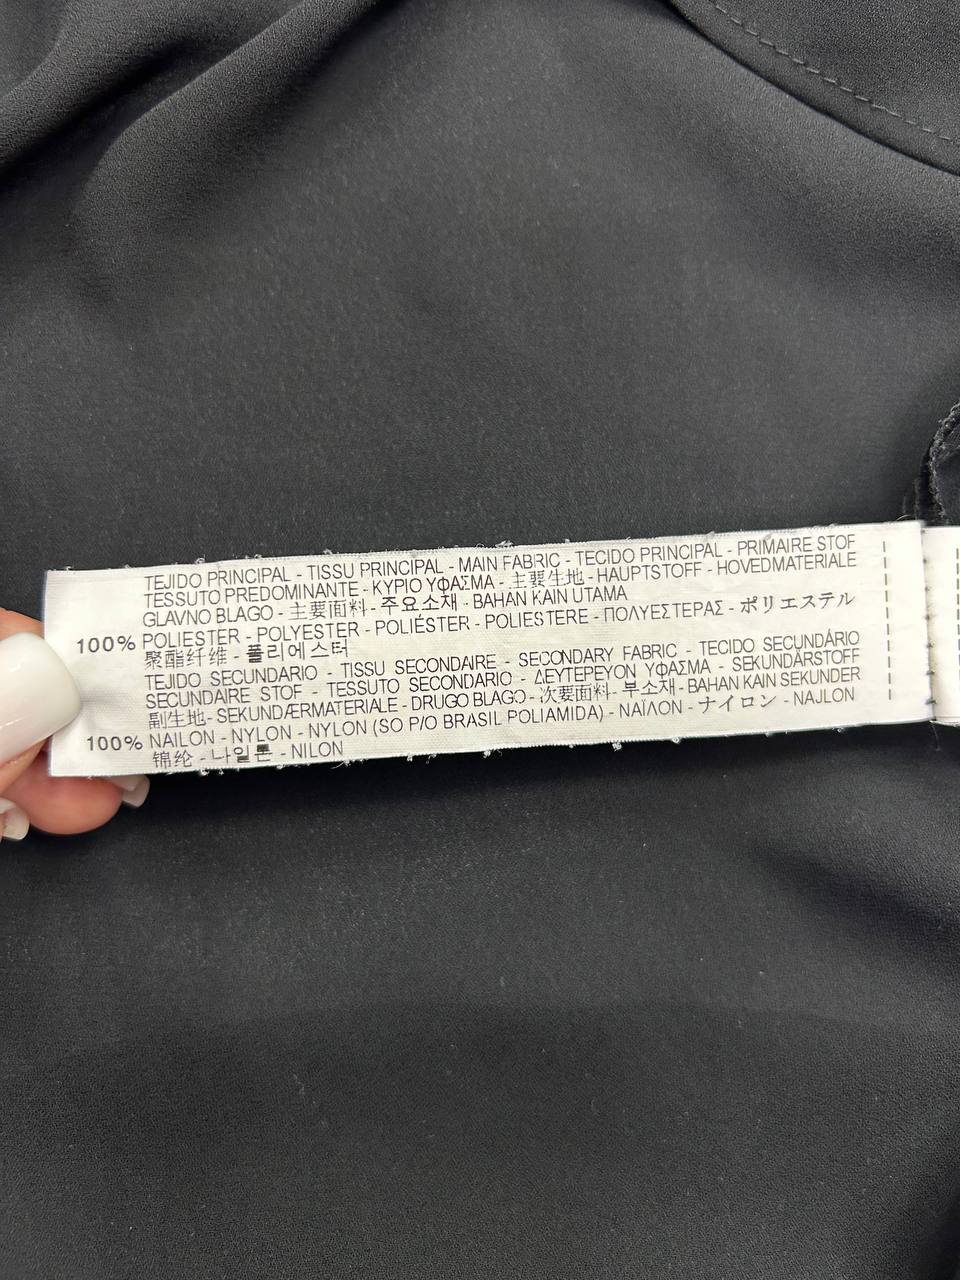 TEJIDO PRINCIPAL - TISSU PRINCIPAL - MAIN FABRIC - TECIDO PRINCIPAL - PRIMAIRE STOF
TESSUTO PREDOMINANTE - ΚΥΡΙΟ ΥΦΑΣΜΑ - 主要生地 - HAUPTSTOFF - HOVEDMATERIALE
GLAVNO BLAGO - 主要面料 - 주요소재 - BAHAN KAIN UTAMA
100% POLIESTER - POLYESTER - POLIÉSTER - POLIESTERE - ΠΟΛΥΕΣΤΕΡΑΣ - ポリエステル
聚酯纤维 - 폴리에스터
TEJIDO SECUNDARIO - TISSU SECONDAIRE - SECONDARY FABRIC - TECIDO SECUNDÁRIO
SECUNDAIRE STOF - TESSUTO SECONDARIO - ΔΕΥΤΕΡΕΥΟΝ ΥΦΑΣΜΑ - SEKUNDÄRSTOFF
副生地 - SEKUNDÆRMATERIALE - DRUGO BLAGO - 次要面料 - 부소재 - BAHAN KAIN SEKUNDER
100% NAILON - NYLON - NYLON (SO P/O BRASIL POLIAMIDA) - ΝΑΪΛΟΝ - ナイロン - NAJLON
锦纶 - 나일론 - NILON